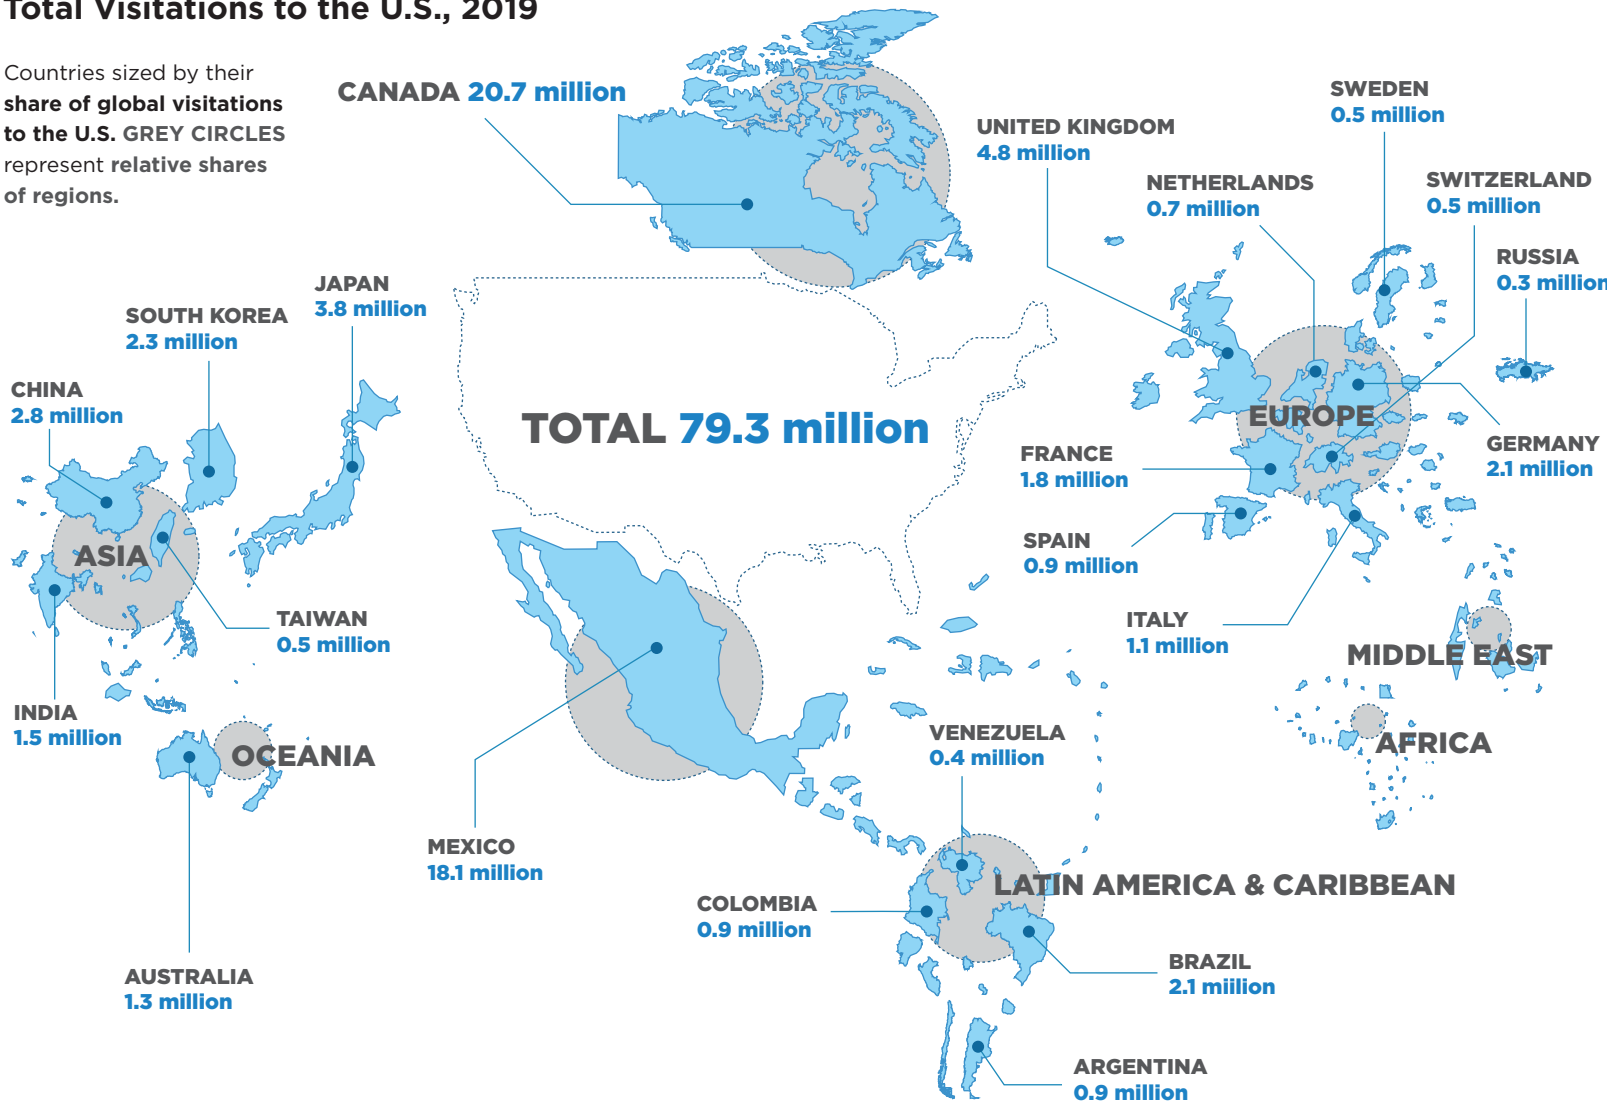 Total Visitations to the U.S., 2019
Countries sized by their
share of global visitations
to the U.S. GREY CIRCLES
represent relative shares
of regions.
CANADA 20.7 million
UNITED KINGDOM
4.8 million
SWEDEN
0.5 million
NETHERLANDS
0.7 million
SWITZERLAND
0.5 million
RUSSIA
0.3 million
JAPAN
3.8 million
SOUTH KOREA
2.3 million
CHINA
2.8 million
TOTAL 79.3 million
EUROPE
FRANCE
1.8 million
GERMANY
2.1 million
SPAIN
0.9 million
ASIA
TAIWAN
0.5 million
ITALY
1.1 million
MIDDLE EAST
INDIA
1.5 million
OCEANIA
VENEZUELA
0.4 million
AFRICA
MEXICO
18.1 million
LATIN AMERICA & CARIBBEAN
COLOMBIA
0.9 million
BRAZIL
2.1 miilion
AUSTRALIA
1.3 million
ARGENTINA
0.9 million